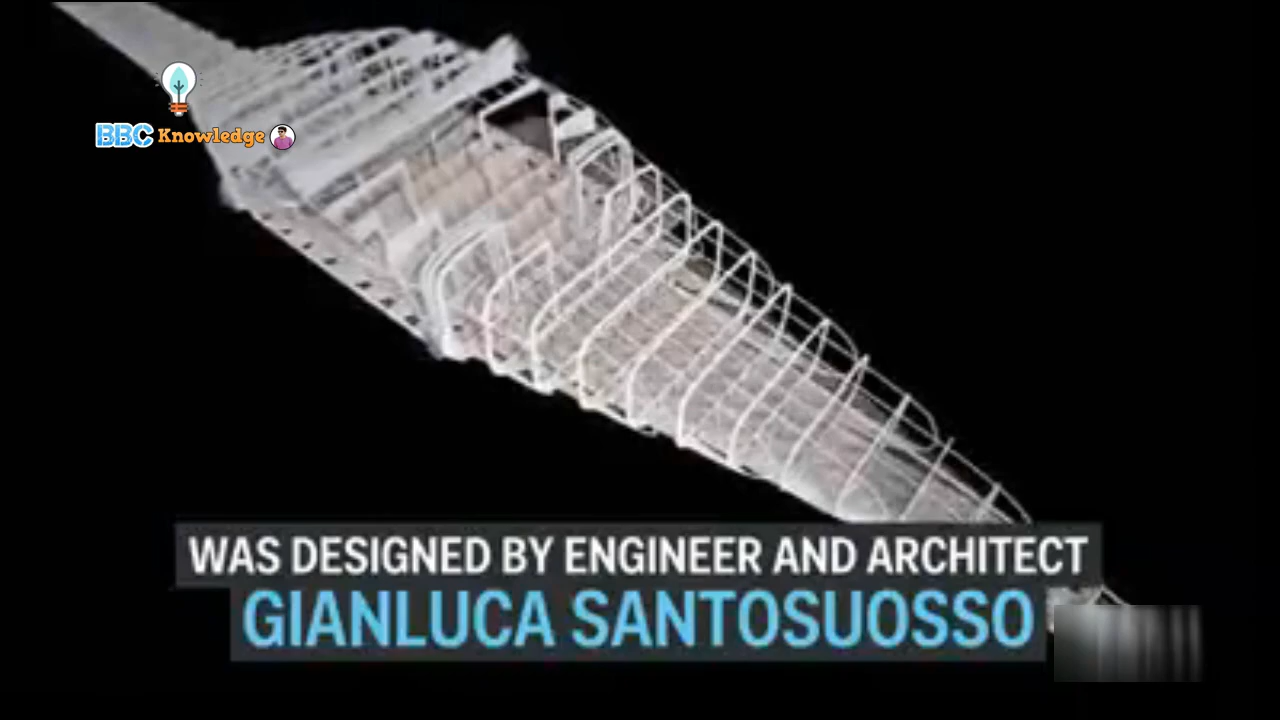 BBC Knowledge
WAS DESIGNED BY ENGINEER AND ARCHITECT
GIANLUCA SANTOSUOSSO